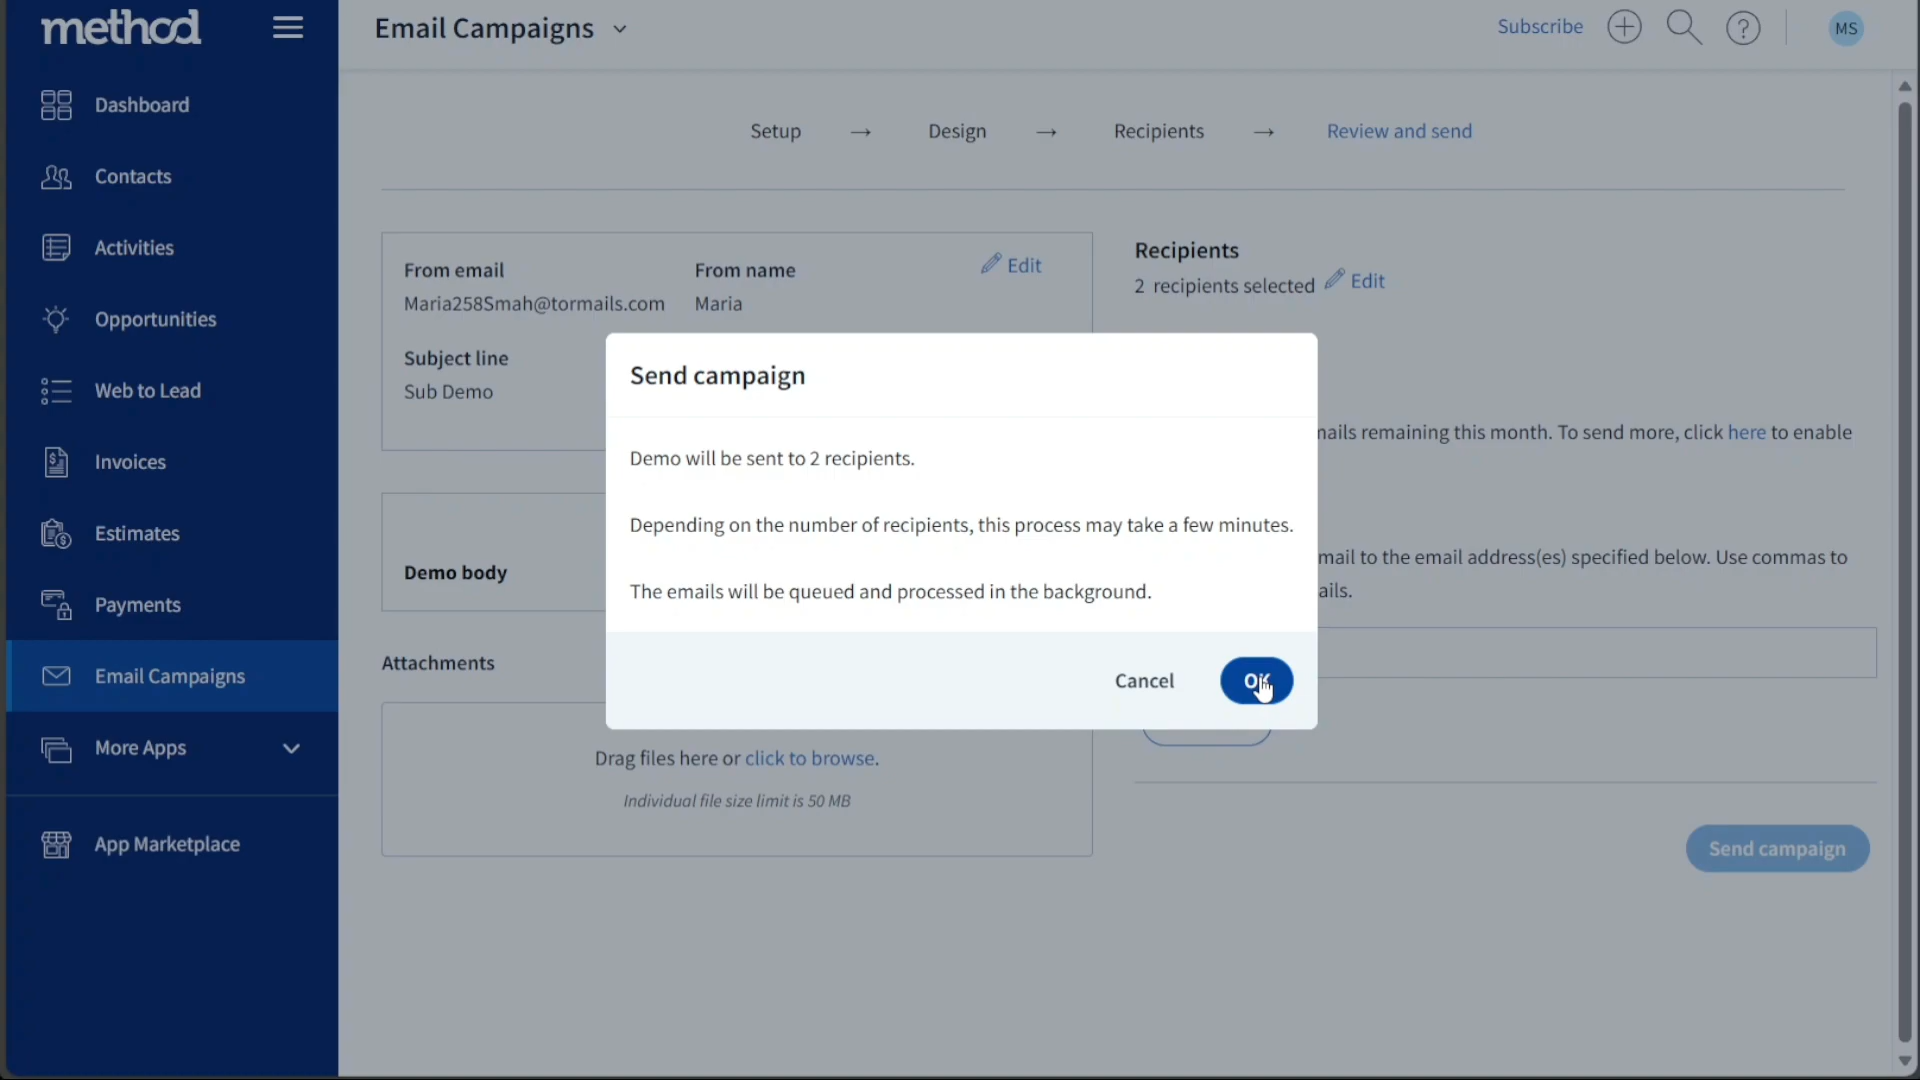 method
Dashboard
Contacts
Activities
Opportunities
Web to Lead
Invoices
Estimates
Payments
Email Campaigns
More Apps
App Marketplace
Email Campaigns
Subscribe
MS
Setup → Design → Recipients → Review and send
From email
Maria258Smah@tormails.com
From name
Maria
Edit
Subject line
Sub Demo
Demo body
Attachments
Drag files here or click to browse.
Individual file size limit is 50 MB
Recipients
2 recipients selected Edit
remaining this month. To send more, click here to enable
to the email address(es) specified below. Use commas to
Send campaign
Send campaign
Demo will be sent to 2 recipients.
Depending on the number of recipients, this process may take a few minutes.
The emails will be queued and processed in the background.
Cancel
OK